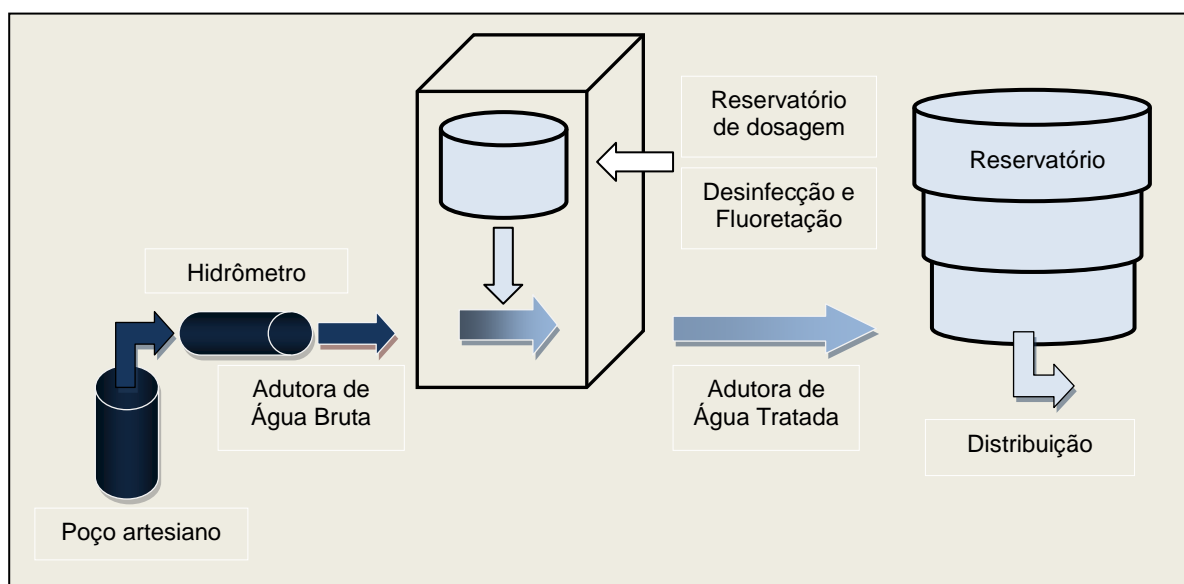 Reservatório
de dosagem
Reservatório
Desinfecção e
Fluoretação
Hidrômetro
Adutora de
Água Bruta
Adutora de
Água Tratada
Distribuição
Poço artesiano